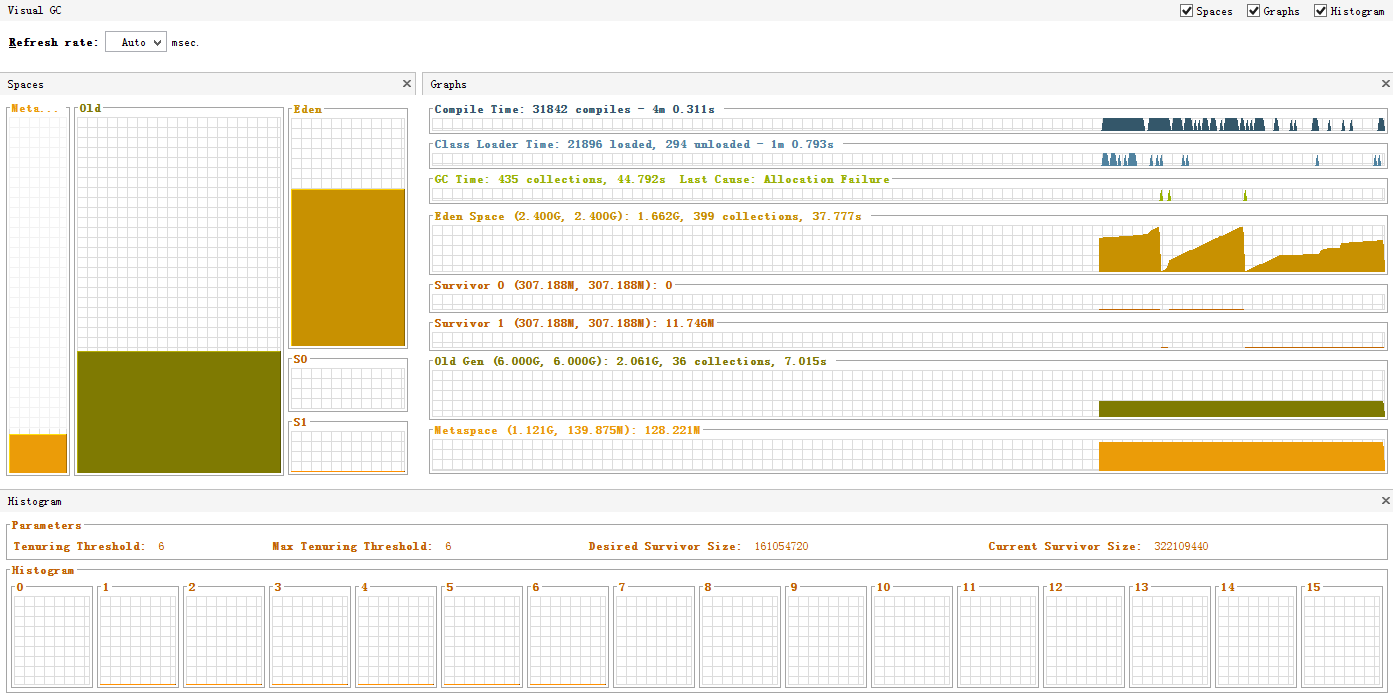 Visual GC
Spaces Graphs Histogram
Refresh rate: Auto msec.
Spaces
Meta...
Old
Eden
S0
S1
Graphs
Compile Time: 31842 compiles - 4m 0.311s
Class Loader Time: 21896 loaded, 294 unloaded - 1m 0.793s
GC Time: 435 collections, 44.792s Last Cause: Allocation Failure
Eden Space (2.400G, 2.400G): 1.662G, 399 collections, 37.777s
Survivor 0 (307.188M, 307.188M): 0
Survivor 1 (307.188M, 307.188M): 11.746M
Old Gen (6.000G, 6.000G): 2.061G, 36 collections, 7.015s
Metaspace (1.121G, 139.875M): 128.221M
Histogram
Parameters
Tenuring Threshold: 6 Max Tenuring Threshold: 6 Desired Survivor Size: 161054720 Current Survivor Size: 322109440
Histogram
0 1 2 3 4 5 6 7 8 9 10 11 12 13 14 15